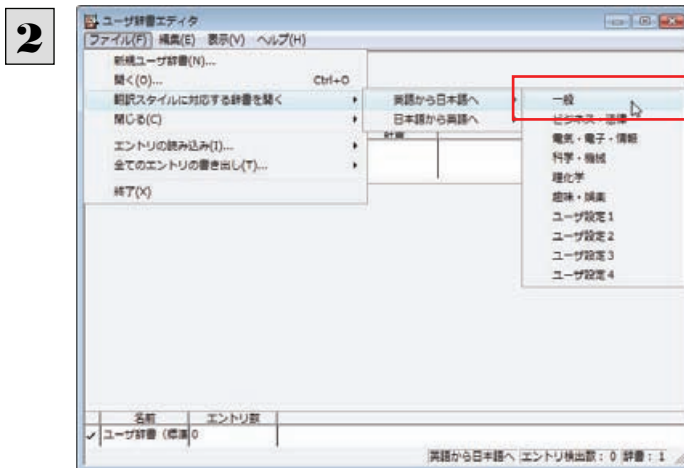 2
ユーザ辞書エディタ
ファイル(F) 編集(E) 表示(V) ヘルプ(H)
新規ユーザ辞書(N)...
開く(O)... Ctrl+O
翻訳スタイルに対応する辞書を開く
閉じる(C)
エントリの読み込み(I)...
全てのエントリの書き出し(T)...
終了(X)
英語から日本語へ
日本語から英語へ
一般
ビジネス・法律
電気・電子・情報
科学・機械
理化学
趣味・娯楽
ユーザ設定1
ユーザ設定2
ユーザ設定3
ユーザ設定4
名前 エントリ数
✓ ユーザ辞書（標準 0
英語から日本語へ エントリ検出数：0 辞書：1